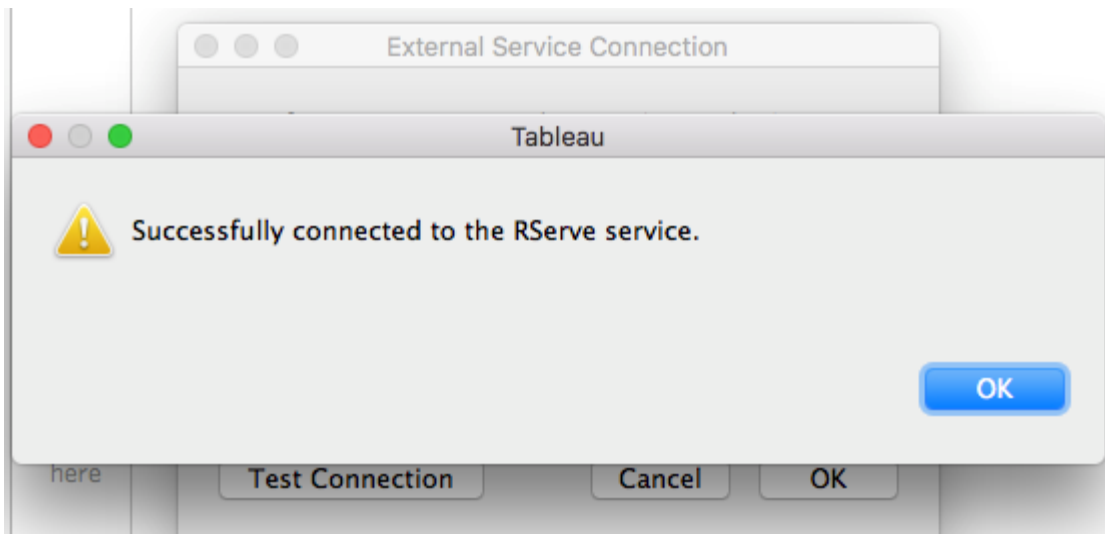 External Service Connection
Tableau
Successfully connected to the RServe service.
OK
here
Test Connection
Cancel
OK